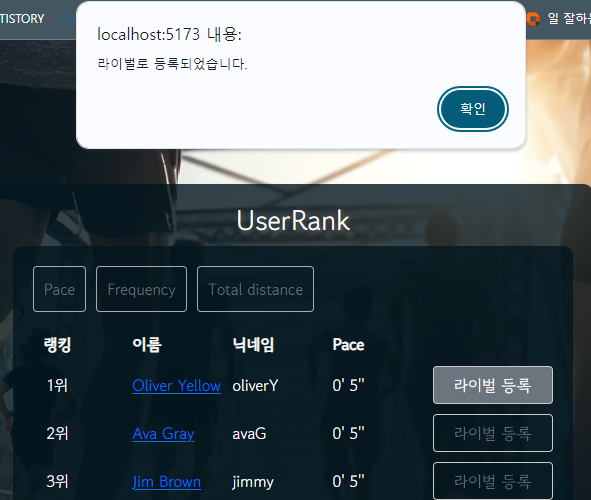 TISTORY
일 잘하는
localhost:5173 내용:
라이벌로 등록되었습니다.
확인
UserRank
Pace Frequency Total distance
랭킹 이름 닉네임 Pace
1위 Oliver Yellow oliverY 0' 5" 라이벌 등록
2위 Ava Gray avaG 0' 5" 라이벌 등록
3위 Jim Brown jimmy 0' 5" 라이벌 등록